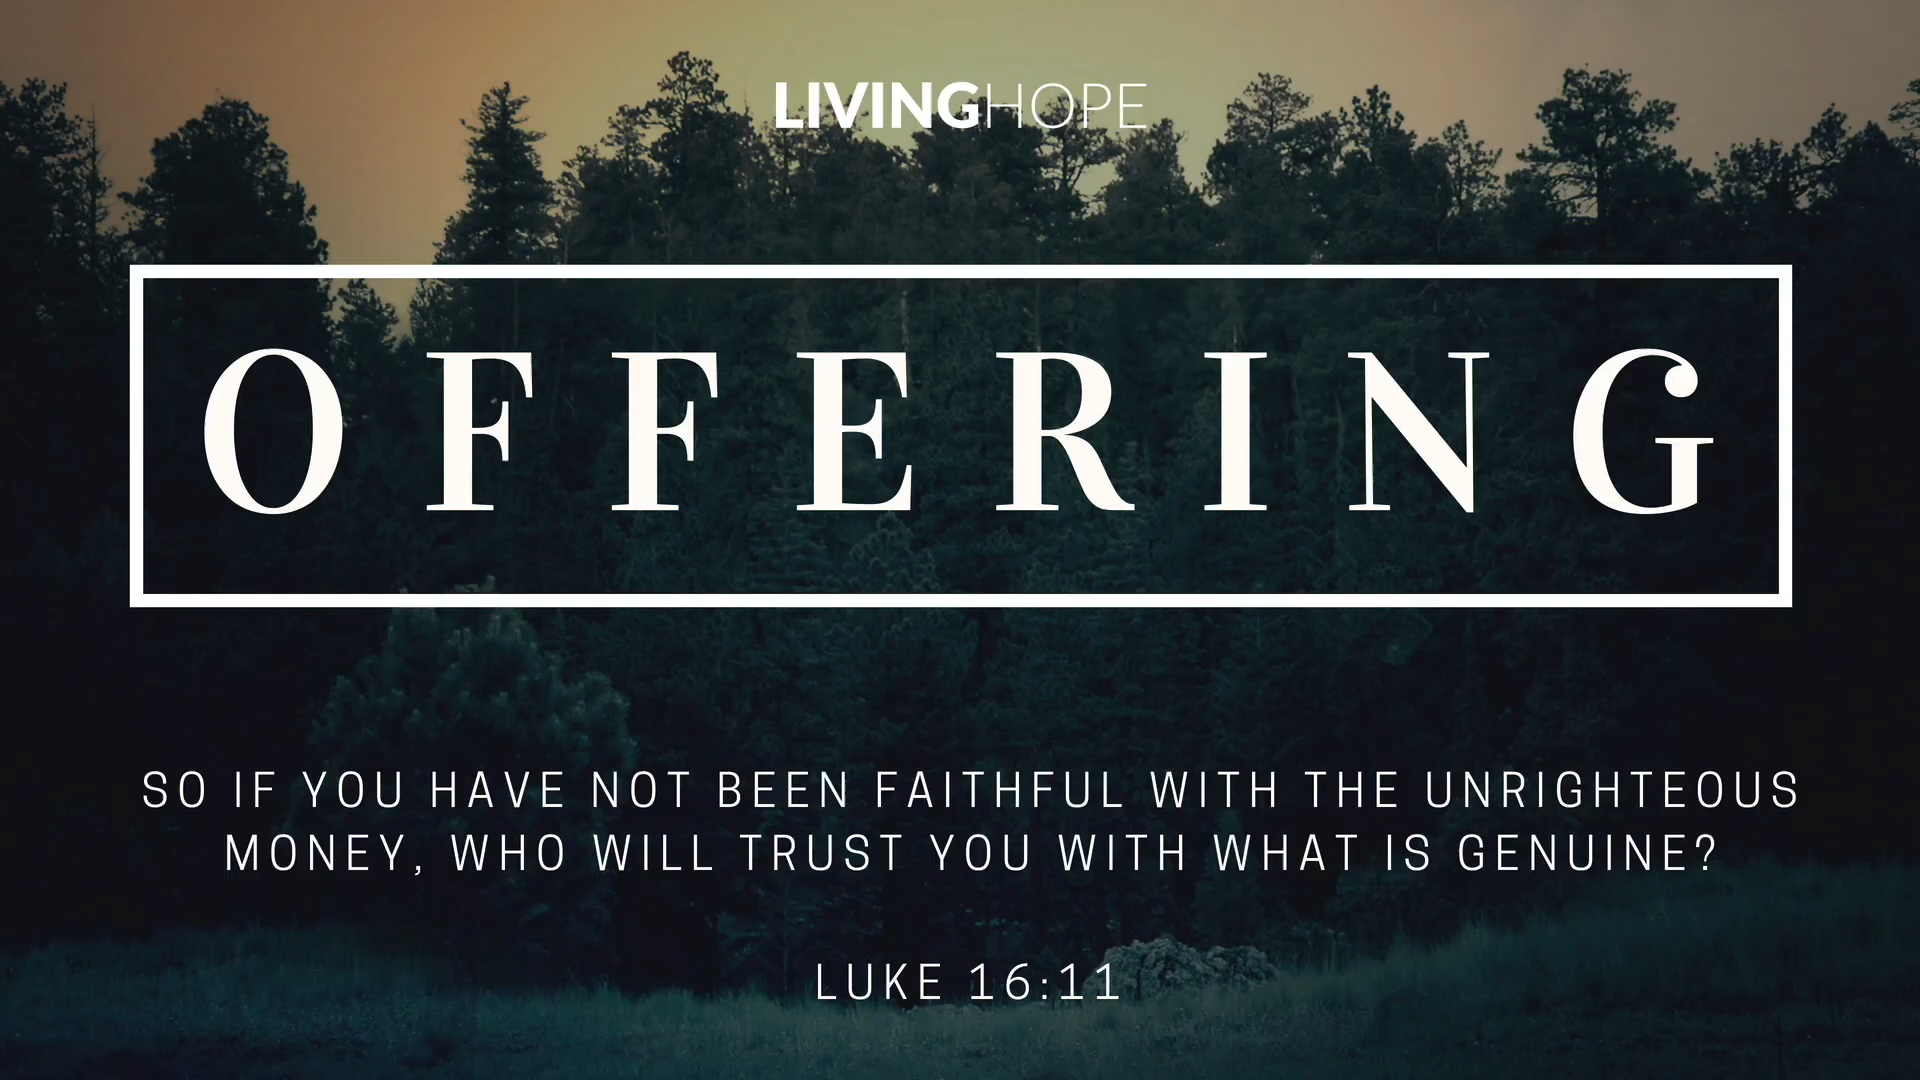 LIVINGHOPE
OFFERING
SO IF YOU HAVE NOT BEEN FAITHFUL WITH THE UNRIGHTEOUS
MONEY, WHO WILL TRUST YOU WITH WHAT IS GENUINE?
LUKE 16:11